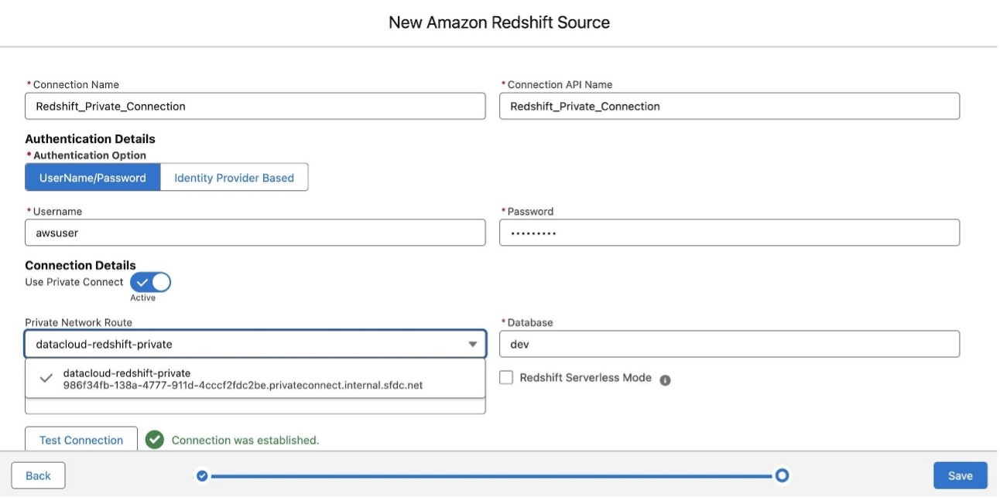 New Amazon Redshift Source
* Connection Name
Redshift_Private_Connection
* Connection API Name
Redshift_Private_Connection
Authentication Details
* Authentication Option
UserName/Password
Identity Provider Based
* Username
awsuser
* Password
•••••••••
Connection Details
Use Private Connect
Active
Private Network Route
datacloud-redshift-private
datacloud-redshift-private
986f34fb-138a-4777-911d-4cccf2fdc2be.privateconnect.internal.sfdc.net
* Database
dev
Redshift Serverless Mode
Test Connection
Connection was established.
Back
Save